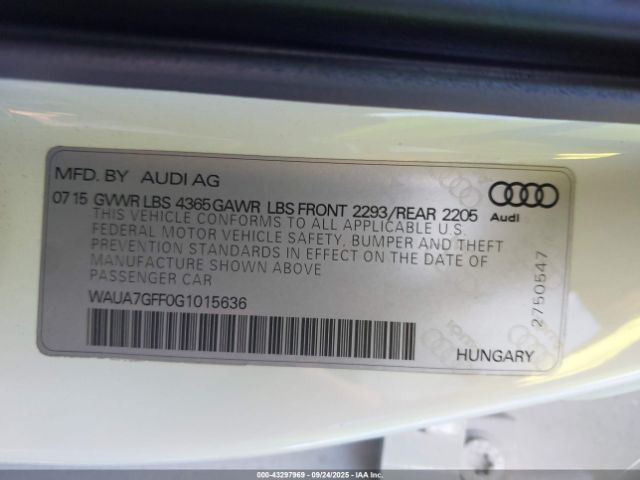 MFD. BY AUDI AG
07 15 GVWR LBS 4365 GAWR LBS FRONT 2293/REAR 2205
Audi
THIS VEHICLE CONFORMS TO ALL APPLICABLE U.S.
FEDERAL MOTOR VEHICLE SAFETY, BUMPER AND THEFT
PREVENTION STANDARDS IN EFFECT ON THE DATE OF
MANUFACTURE SHOWN ABOVE
PASSENGER CAR
WAUA7GFF0G1015636
2750547
HUNGARY
000-43297969 - 09/24/2025 - IAAI.com